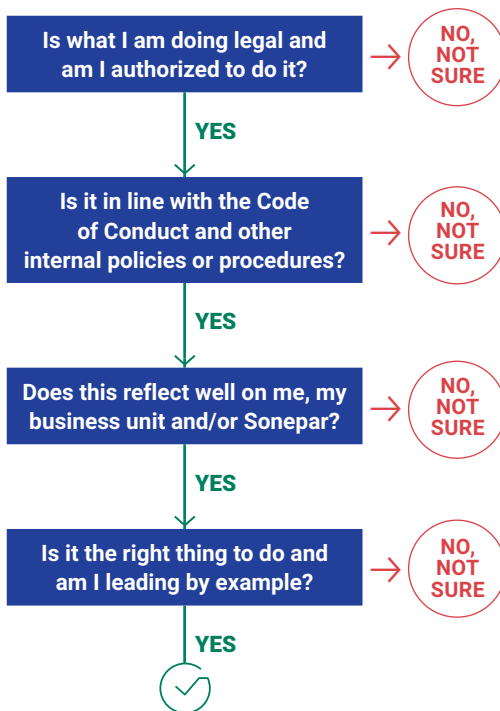 Is what I am doing legal and
am I authorized to do it?
NO,
NOT
SURE
YES
Is it in line with the Code
of Conduct and other
internal policies or procedures?
NO,
NOT
SURE
YES
Does this reflect well on me, my
business unit and/or Sonepar?
NO,
NOT
SURE
YES
Is it the right thing to do and
am I leading by example?
NO,
NOT
SURE
YES